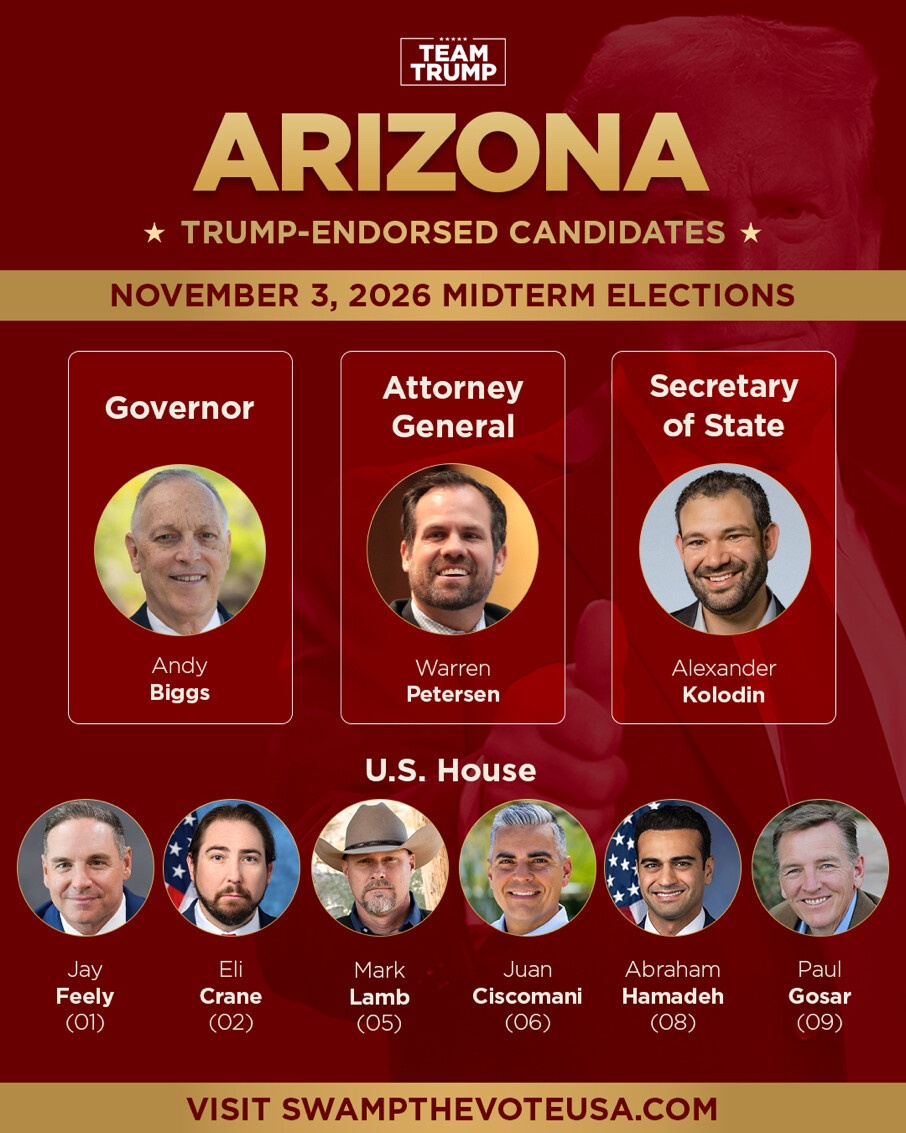 TEAM
TRUMP
ARIZONA
★ TRUMP-ENDORSED CANDIDATES ★
NOVEMBER 3, 2026 MIDTERM ELECTIONS
Governor
Andy
Biggs
Attorney
General
Warren
Petersen
Secretary
of State
Alexander
Kolodin
U.S. House
Jay
Feely
(01)
Eli
Crane
(02)
Mark
Lamb
(05)
Juan
Ciscomani
(06)
Abraham
Hamadeh
(08)
Paul
Gosar
(09)
VISIT SWAMPTHEVOTEUSA.COM